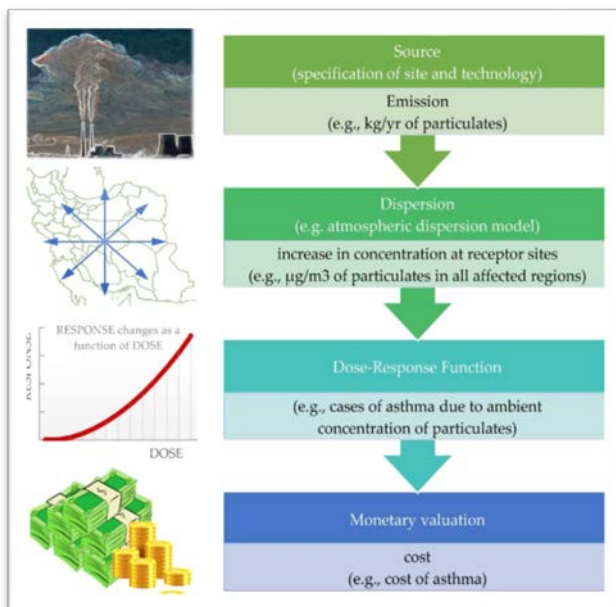 Source
(specification of site and technology)
Emission
(e.g., kg/yr of particulates)
Dispersion
(e.g. atmospheric dispersion model)
increase in concentration at receptor sites
(e.g., µg/m3 of particulates in all affected regions)
RESPONSE changes as a
function of DOSE
RESPONSE
DOSE
Dose-Response Function
(e.g., cases of asthma due to ambient
concentration of particulates)
Monetary valuation
cost
(e.g., cost of asthma)